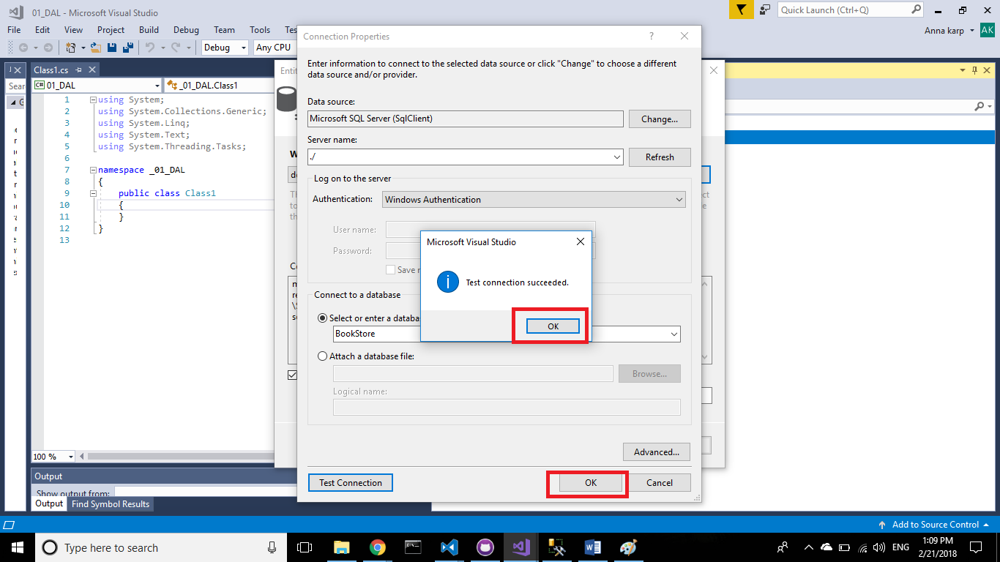 01_DAL - Microsoft Visual Studio
Quick Launch (Ctrl+Q)
File Edit View Project Build Debug Team Tools
Anna karp AK
Debug Any CPU
Class1.cs
01_DAL _01_DAL.Class1
1 using System;
2 using System.Collections.Generic;
3 using System.Linq;
4 using System.Text;
5 using System.Threading.Tasks;
6
7 namespace _01_DAL
8 {
9 public class Class1
10 {
11 }
12 }
13
100 %
Output
Show output from:
Output Find Symbol Results
Connection Properties ?
Enter information to connect to the selected data source or click "Change" to choose a different
data source and/or provider.
Data source:
Microsoft SQL Server (SqlClient) Change...
Server name:
./ Refresh
Log on to the server
Authentication: Windows Authentication
User name:
Password:
Microsoft Visual Studio
Test connection succeeded.
OK
Connect to a database
Select or enter a databa
BookStore
Attach a database file:
Browse...
Logical name:
Advanced...
Test Connection OK Cancel
Add to Source Control
Type here to search
ENG
1:09 PM
2/21/2018